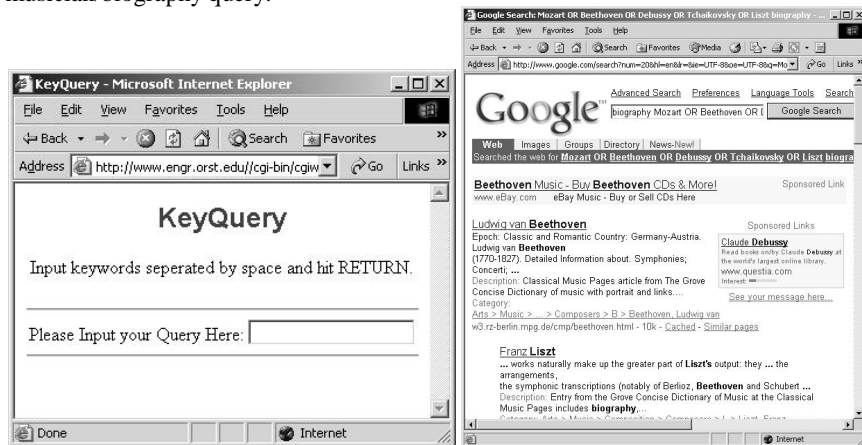 KeyQuery - Microsoft Internet Explorer
File Edit View Favorites Tools Help
Back Search Favorites »
Address http://www.engr.orst.edu//cgi-bin/cgiw Go Links »
KeyQuery
Input keywords seperated by space and hit RETURN.
Please Input your Query Here:
Done Internet
Google Search: Mozart OR Beethoven OR Debussy OR Tchaikovsky OR Liszt biography - ...
File Edit View Favorites Tools Help
Back Search Favorites Media
Address http://www.google.com/search?num=20&hl=en&lr=&ie=UTF-8&oe=UTF-8&q=Mo Go Links »
Google™
Advanced Search Preferences Language Tools Search
biography Mozart OR Beethoven OR Google Search
Web Images Groups Directory News-New!
Searched the web for Mozart OR Beethoven OR Debussy OR Tchaikovsky OR Liszt biogra
Beethoven Music - Buy Beethoven CDs & More! Sponsored Link
www.eBay.com eBay Music - Buy or Sell CDs Here
Ludwig van Beethoven
Epoch: Classic and Romantic Country: Germany-Austria.
Ludwig van Beethoven
(1770-1827). Detailed Information about. Symphonies;
Concerti; ...
Description: Classical Music Pages article from The Grove
Concise Dictionary of music with portrait and links....
Category:
Arts > Music > ... > Composers > B > Beethoven, Ludwig van
w3.rz-berlin.mpg.de/cmp/beethoven.html - 10k - Cached - Similar pages
Sponsored Links
Claude Debussy
Read books on/by Claude Debussy at
the world's largest online library.
www.questia.com
Interest:
See your message here...
Franz Liszt
... works naturally make up the greater part of Liszt's output: they ... the
arrangements,
the symphonic transcriptions (notably of Berlioz, Beethoven and Schubert ...
Description: Entry from the Grove Concise Dictionary of Music at the Classical
Music Pages includes biography,...
Internet